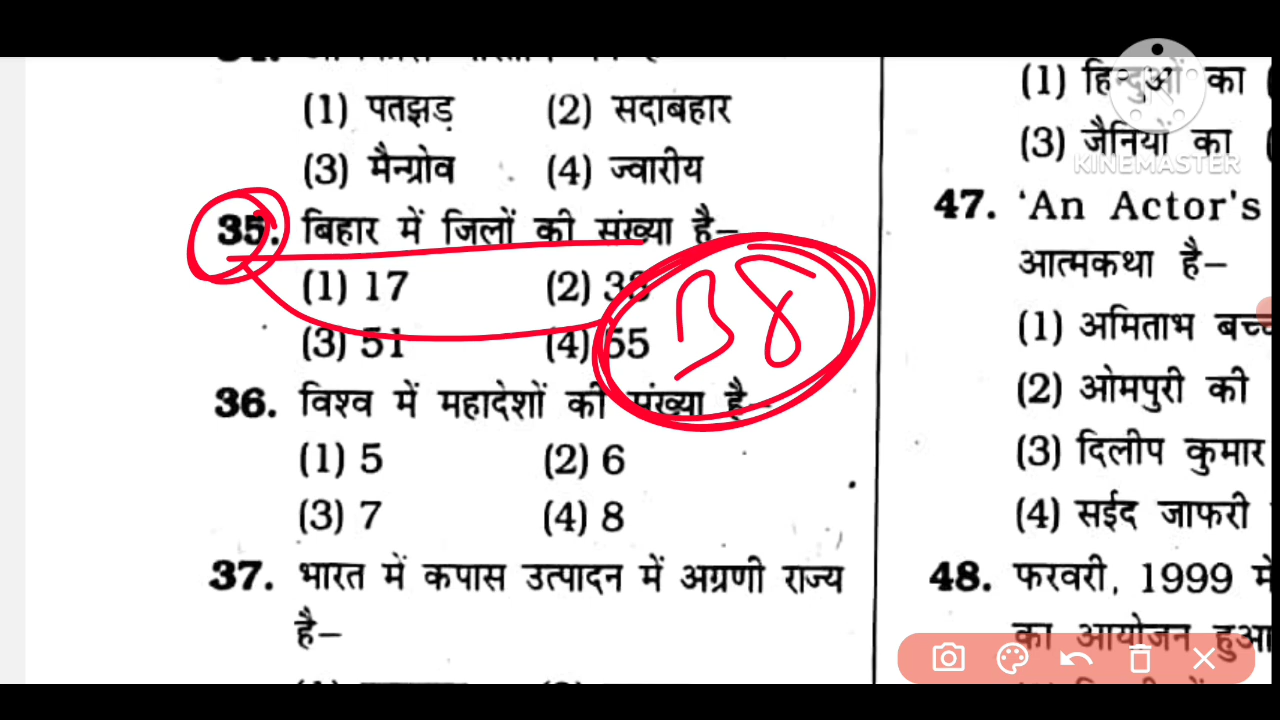 (1) पतझड़ (2) सदाबहार
(3) मैन्ग्रोव (4) ज्वारीय
35. बिहार में जिलों की संख्या है–
(1) 17 (2)
(3) 51 (4) 55
38
36. विश्व में महादेशों की संख्या है–
(1) 5 (2) 6
(3) 7 (4) 8
37. भारत में कपास उत्पादन में अग्रणी राज्य
है–
(1) हिन्दुओं का
(3) जैनियों का
KINEMASTER
47. 'An Actor's
आत्मकथा है–
(1) अमिताभ बच्च
(2) ओमपुरी की
(3) दिलीप कुमार
(4) सईद जाफरी
48. फरवरी, 1999 में
का आयोजन हुआ